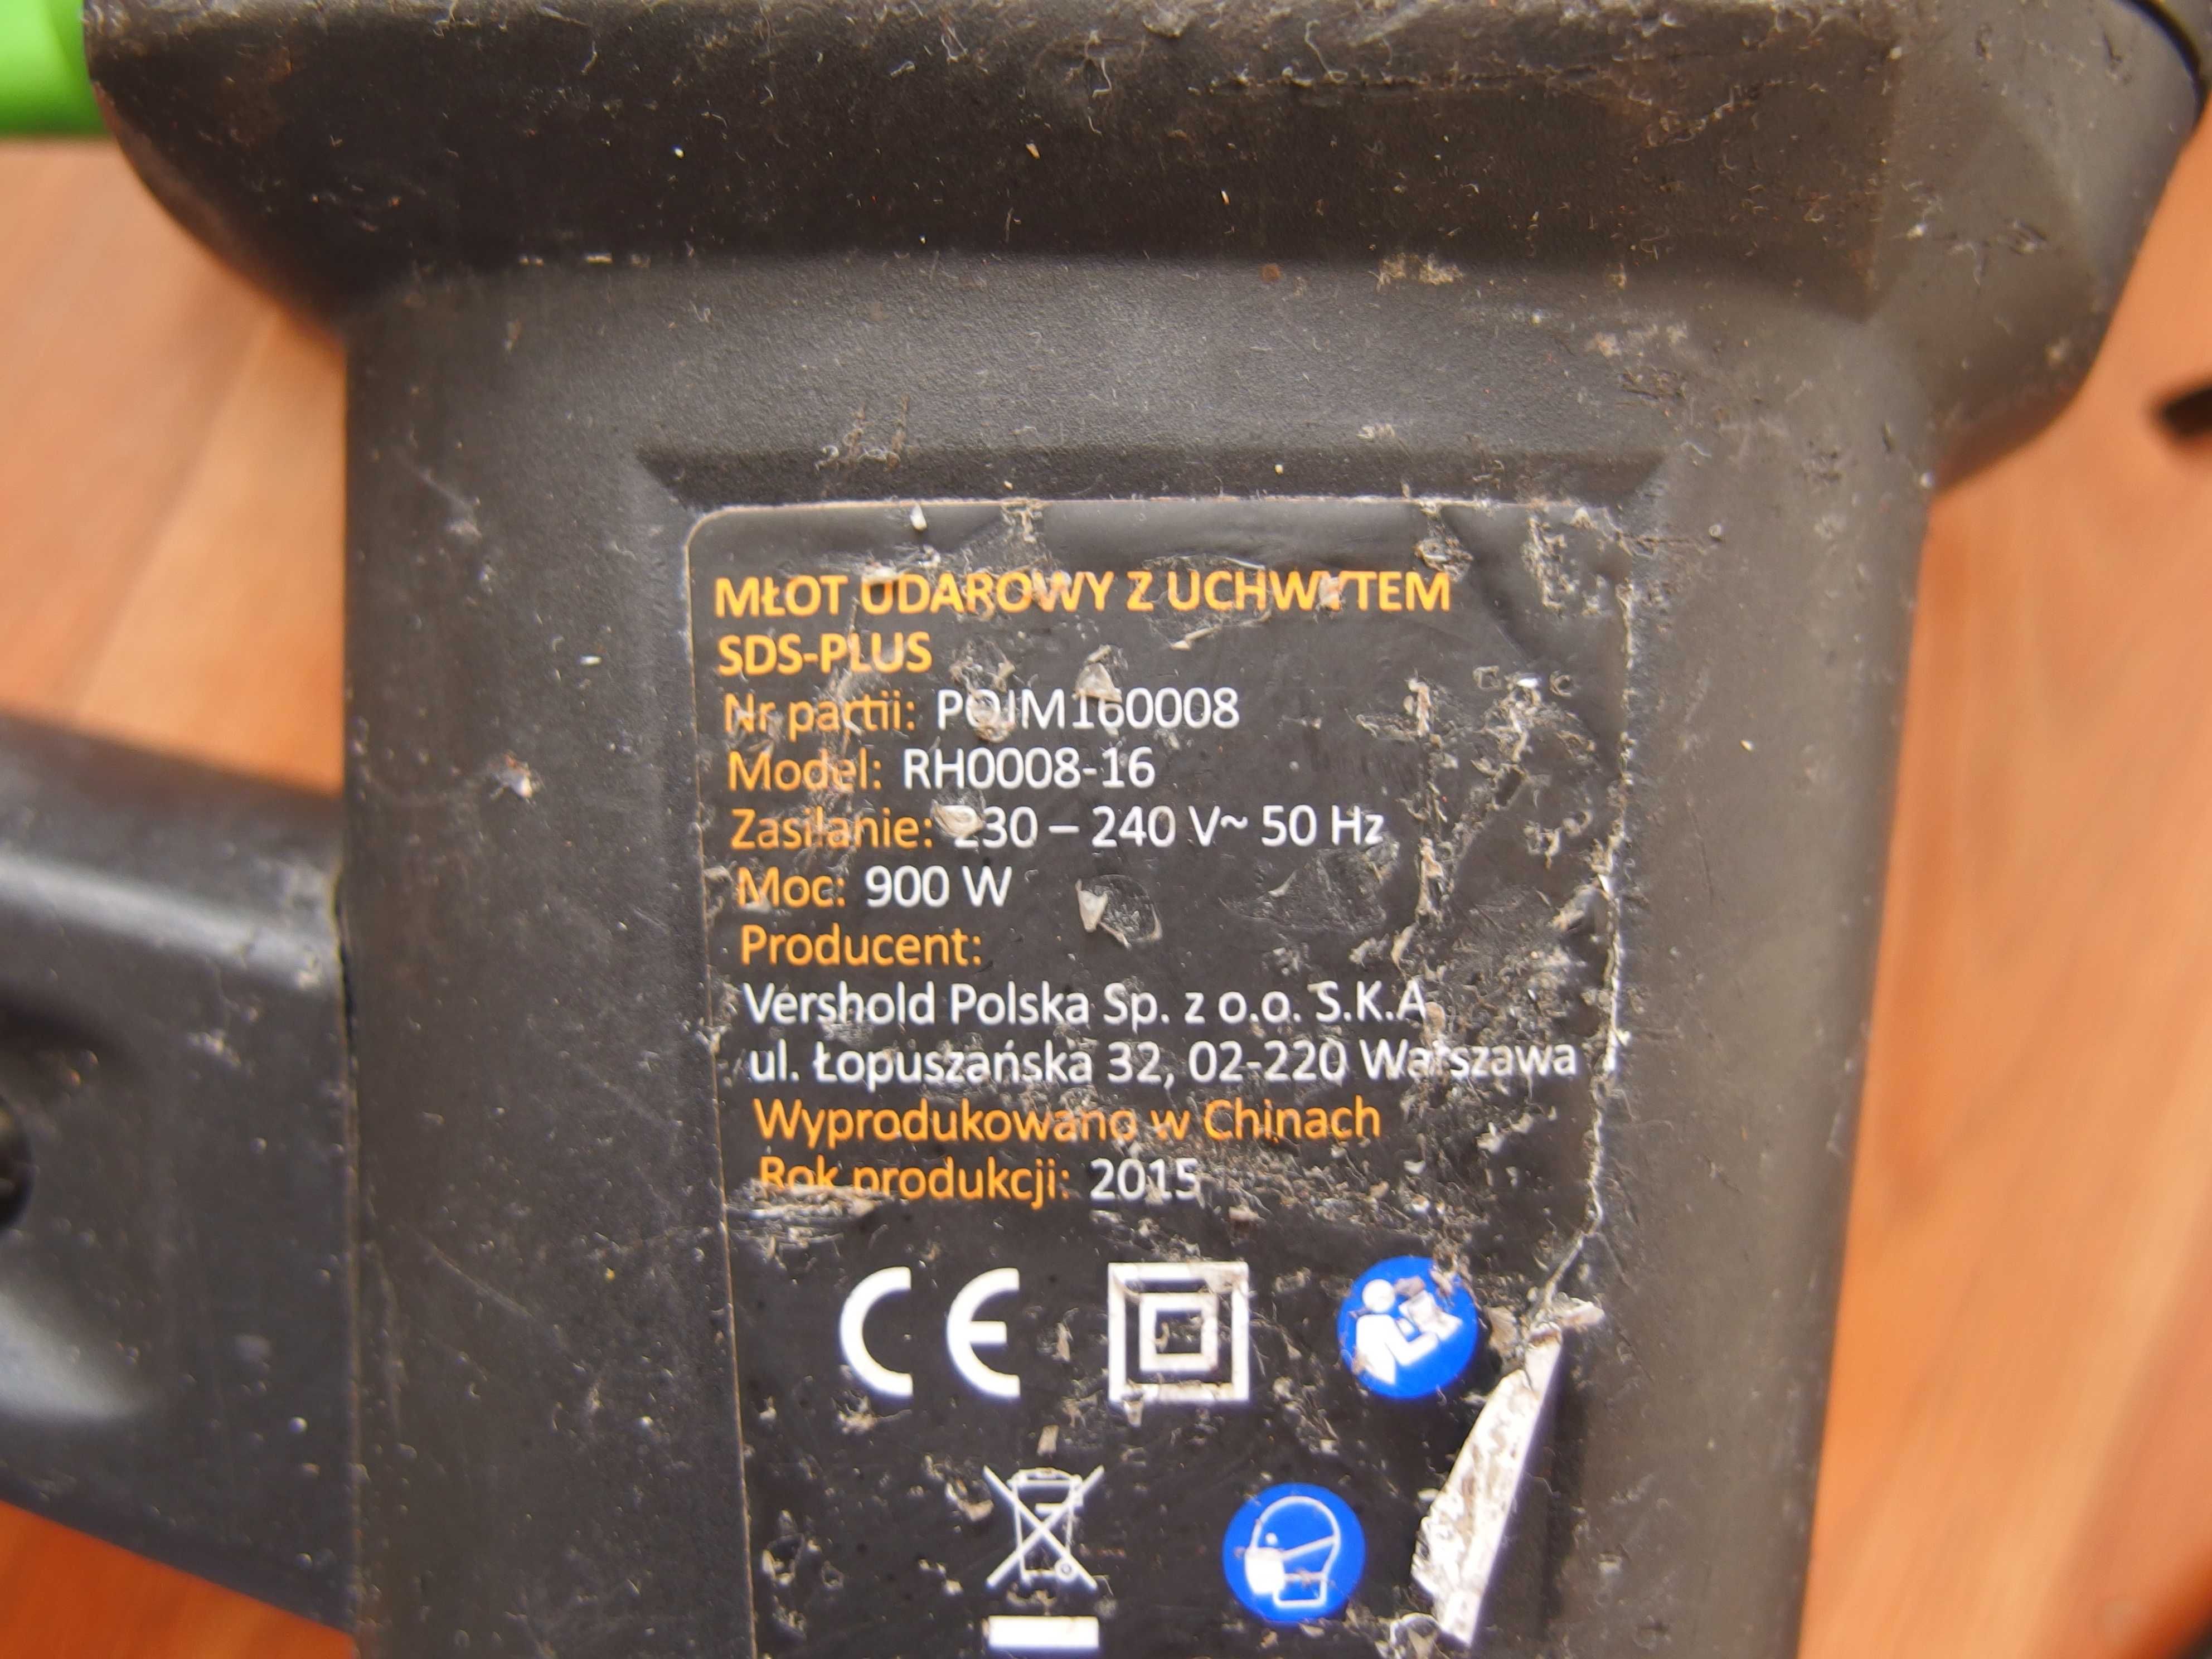 MŁOT UDAROWY Z UCHWYTEM
SDS-PLUS
Nr partii: POJM160008
Model: RH0008-16
Zasilanie: 230 – 240 V~ 50 Hz
Moc: 900 W
Producent:
Vershold Polska Sp. z o.o. S.K.A
ul. Łopuszańska 32, 02-220 Warszawa
Wyprodukowano w Chinach
Rok produkcji: 2015
CE